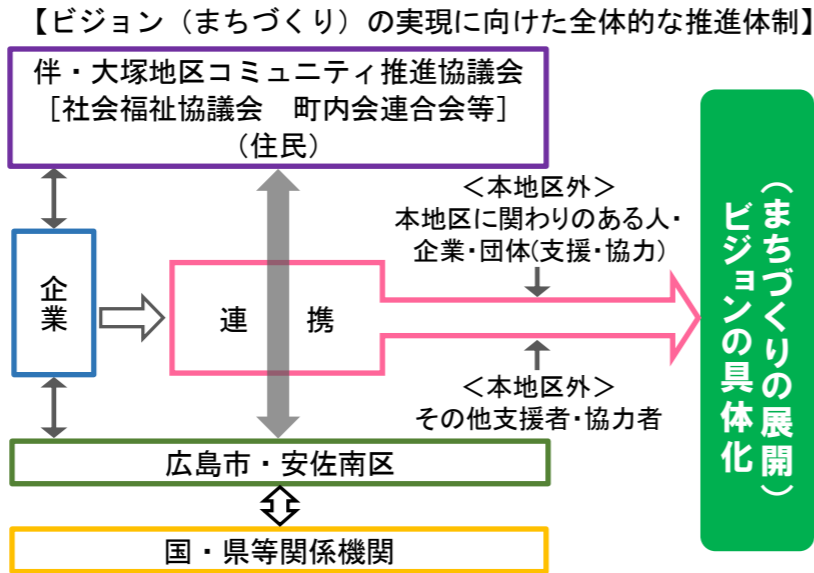 【ビジョン（まちづくり）の実現に向けた全体的な推進体制】
伴・大塚地区コミュニティ推進協議会
［社会福祉協議会　町内会連合会等］
（住民）
＜本地区外＞
本地区に関わりのある人・
企業・団体(支援・協力)
企業
連　携
＜本地区外＞
その他支援者・協力者
広島市・安佐南区
国・県等関係機関
ビジョンの具体化
（まちづくりの展開）